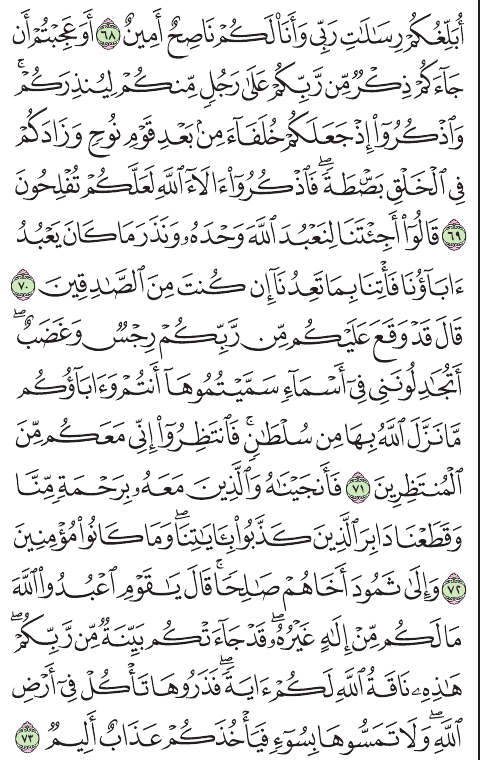 أُبَلِّغُكُمْ رِسَٰلَٰتِ رَبِّى وَأَنَا۠ لَكُمْ نَاصِحٌ أَمِينٌ ٦٨ أَوَعَجِبْتُمْ أَن
جَآءَكُمْ ذِكْرٌ مِّن رَّبِّكُمْ عَلَىٰ رَجُلٍ مِّنكُمْ لِيُنذِرَكُمْ ۚ
وَٱذْكُرُوٓا۟ إِذْ جَعَلَكُمْ خُلَفَآءَ مِنۢ بَعْدِ قَوْمِ نُوحٍ وَزَادَكُمْ
فِى ٱلْخَلْقِ بَصْۜطَةً ۖ فَٱذْكُرُوٓا۟ ءَالَآءَ ٱللَّهِ لَعَلَّكُمْ تُفْلِحُونَ
٦٩ قَالُوٓا۟ أَجِئْتَنَا لِنَعْبُدَ ٱللَّهَ وَحْدَهُۥ وَنَذَرَ مَا كَانَ يَعْبُدُ
ءَابَآؤُنَا ۖ فَأْتِنَا بِمَا تَعِدُنَآ إِن كُنتَ مِنَ ٱلصَّٰدِقِينَ ٧٠
قَالَ قَدْ وَقَعَ عَلَيْكُم مِّن رَّبِّكُمْ رِجْسٌ وَغَضَبٌ ۖ
أَتُجَٰدِلُونَنِى فِىٓ أَسْمَآءٍ سَمَّيْتُمُوهَآ أَنتُمْ وَءَابَآؤُكُم
مَّا نَزَّلَ ٱللَّهُ بِهَا مِن سُلْطَٰنٍ ۚ فَٱنتَظِرُوٓا۟ إِنِّى مَعَكُم مِّنَ
ٱلْمُنتَظِرِينَ ٧١ فَأَنجَيْنَٰهُ وَٱلَّذِينَ مَعَهُۥ بِرَحْمَةٍ مِّنَّا
وَقَطَعْنَا دَابِرَ ٱلَّذِينَ كَذَّبُوا۟ بِـَٔايَٰتِنَا ۖ وَمَا كَانُوا۟ مُؤْمِنِينَ
٧٢ وَإِلَىٰ ثَمُودَ أَخَاهُمْ صَٰلِحًا ۗ قَالَ يَٰقَوْمِ ٱعْبُدُوا۟ ٱللَّهَ
مَا لَكُم مِّنْ إِلَٰهٍ غَيْرُهُۥ ۖ قَدْ جَآءَتْكُم بَيِّنَةٌ مِّن رَّبِّكُمْ ۖ
هَٰذِهِۦ نَاقَةُ ٱللَّهِ لَكُمْ ءَايَةً ۖ فَذَرُوهَا تَأْكُلْ فِىٓ أَرْضِ
ٱللَّهِ ۖ وَلَا تَمَسُّوهَا بِسُوٓءٍ فَيَأْخُذَكُمْ عَذَابٌ أَلِيمٌ ٧٣